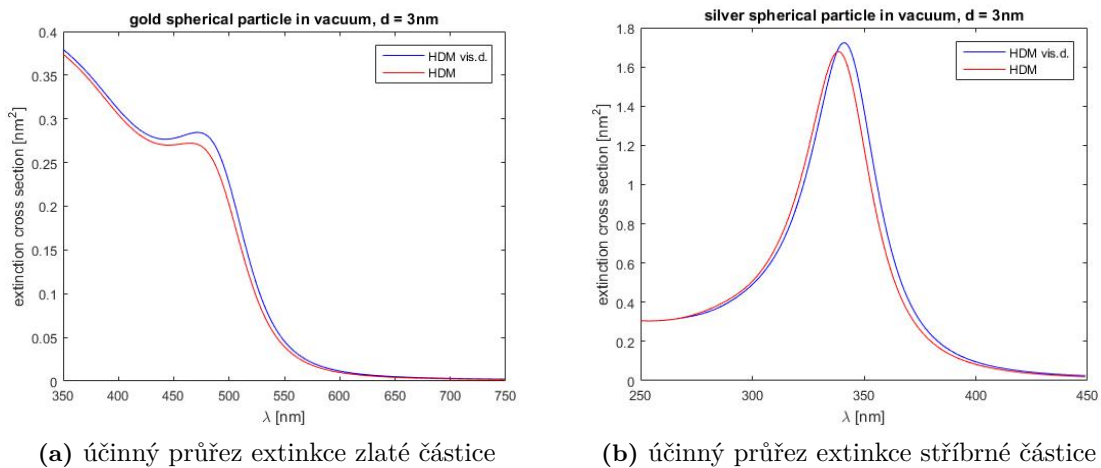 gold spherical particle in vacuum, d = 3nm
HDM vis.d.
HDM
extinction cross section [nm²]
0.4
0.35
0.3
0.25
0.2
0.15
0.1
0.05
0
350 400 450 500 550 600 650 700 750
λ [nm]
(a) účinný průřez extinkce zlaté částice
silver spherical particle in vacuum, d = 3nm
HDM vis.d.
HDM
extinction cross section [nm²]
1.8
1.6
1.4
1.2
1
0.8
0.6
0.4
0.2
0
250 300 350 400 450
λ [nm]
(b) účinný průřez extinkce stříbrné částice